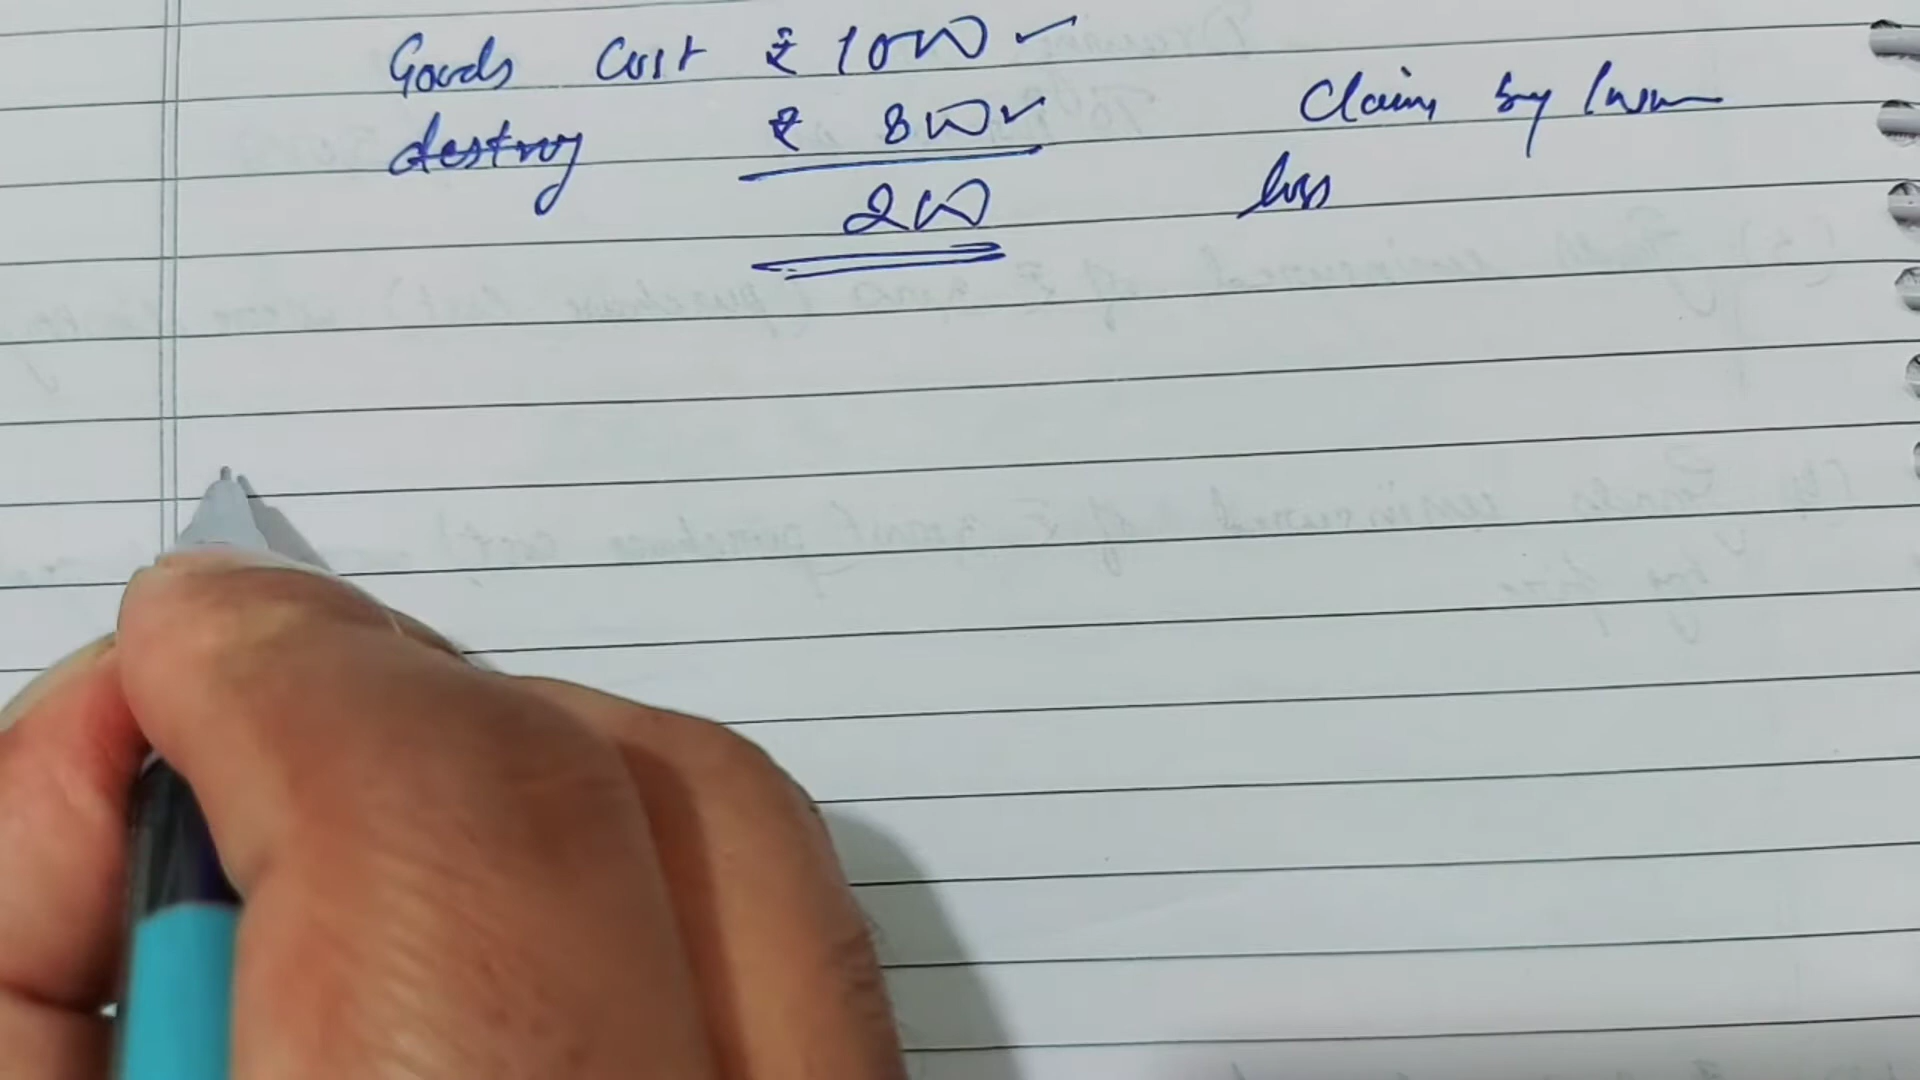 Goods Cost ₹ 1000 ✓
destroy ₹ 800 ✓ Claim by Insu
200 loss